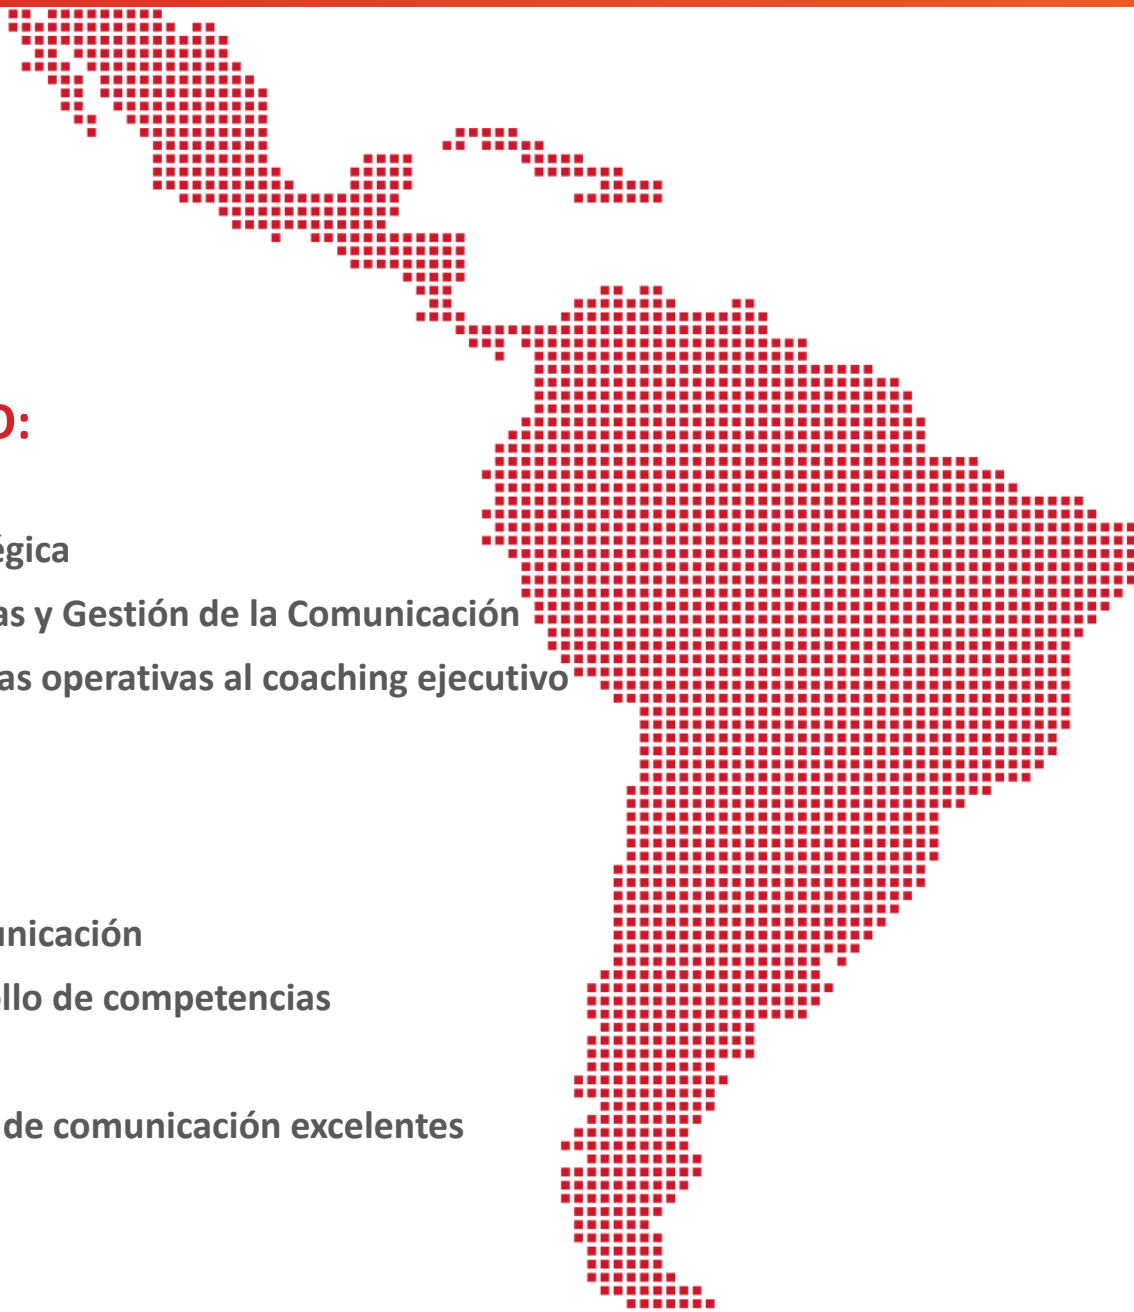 O:
égica
as y Gestión de la Comunicación
as operativas al coaching ejecutivo
unicación
llo de competencias
de comunicación excelentes